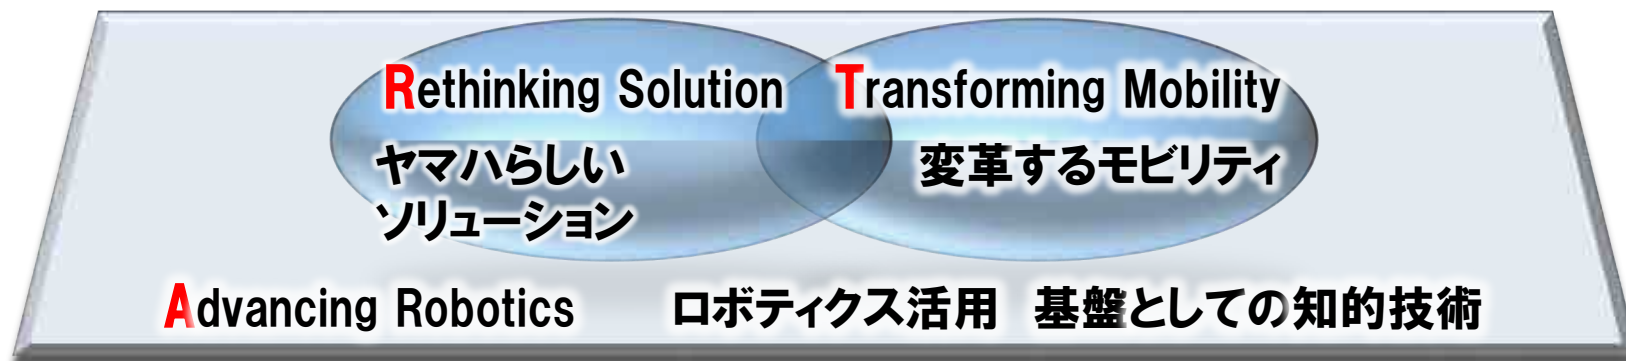 Rethinking Solution
ヤマハらしい
ソリューション
Transforming Mobility
変革するモビリティ
Advancing Robotics ロボティクス活用 基盤としての知的技術